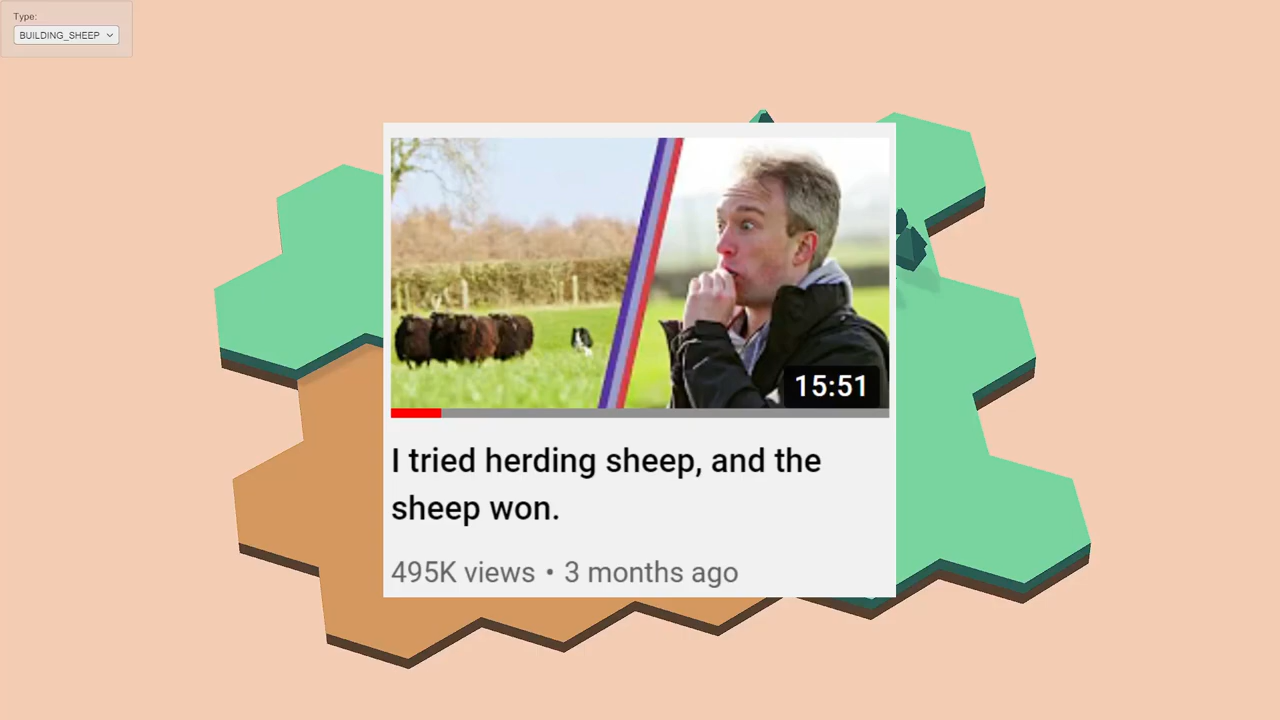 Type:
BUILDING_SHEEP
15:51
I tried herding sheep, and the
sheep won.
495K views • 3 months ago